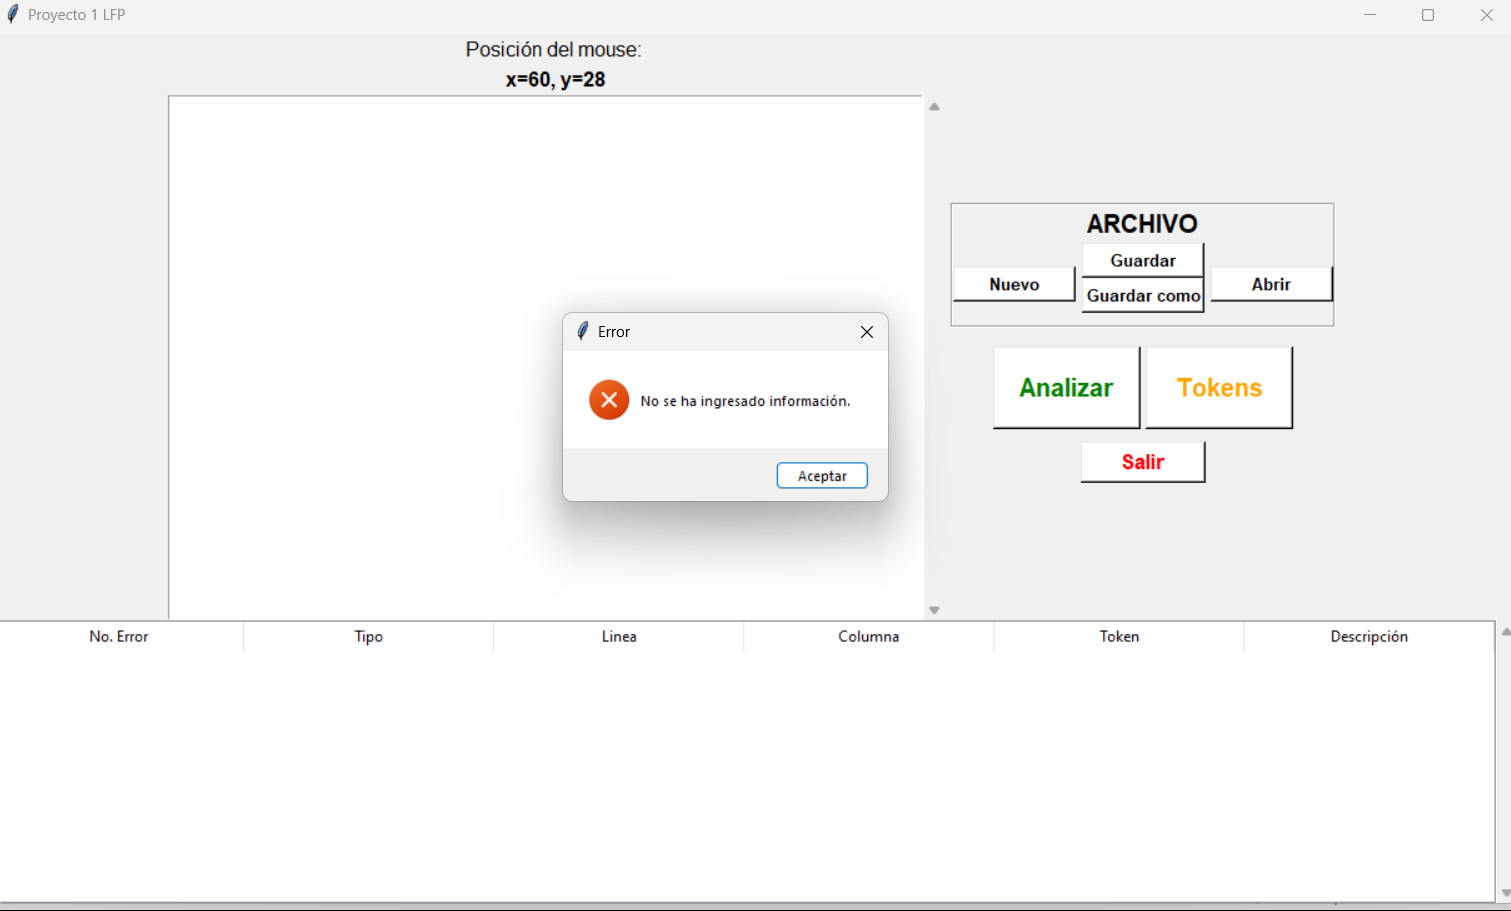 Proyecto 1 LFP
Posición del mouse:
x=60, y=28
ARCHIVO
Nuevo
Guardar
Guardar como
Abrir
Error
No se ha ingresado información.
Aceptar
Analizar
Tokens
Salir
No. Error Tipo Linea Columna Token Descripción